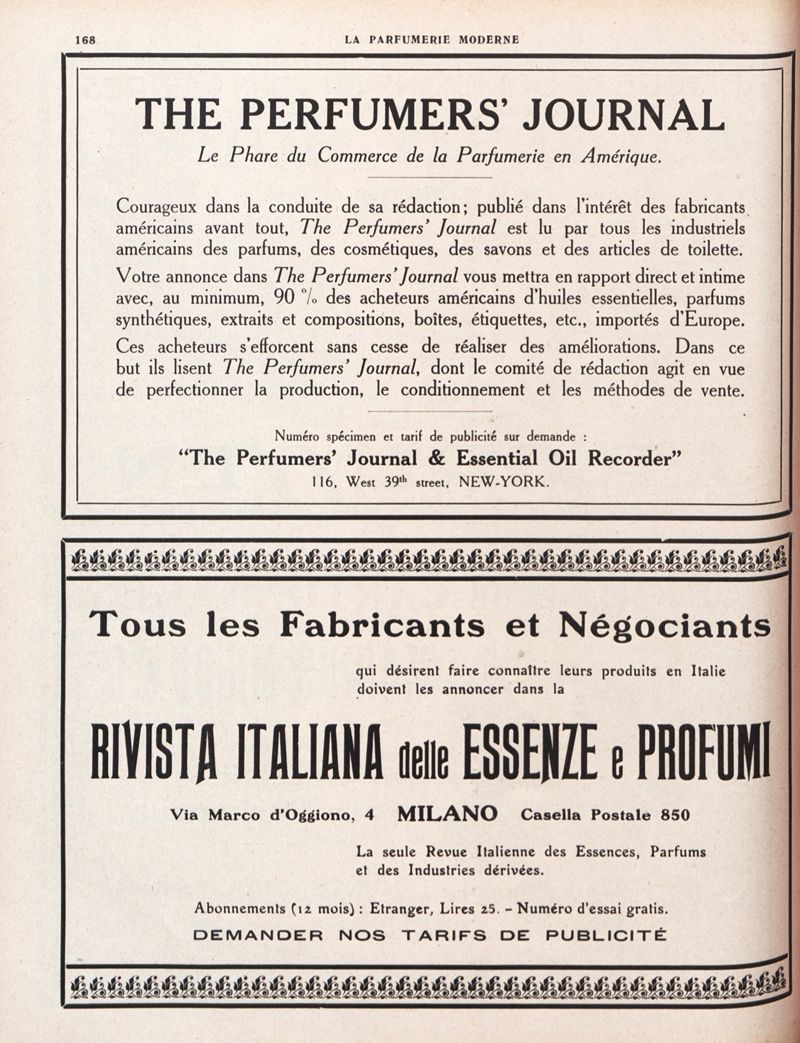 168
LA PARFUMERIE MODERNE
THE PERFUMERS' JOURNAL
Le Phare du Commerce de la Parfumerie en Amérique.
Courageux dans la conduite de sa rédaction; publié dans l'intérêt des fabricants
américains avant tout, The Perfumers' Journal est lu par tous les industriels
américains des parfums, des cosmétiques, des savons et des articles de toilette.
Votre annonce dans The Perfumers' Journal vous mettra en rapport direct et intime
avec, au minimum, 90 % des acheteurs américains d'huiles essentielles, parfums
synthétiques, extraits et compositions, boîtes, étiquettes, etc., importés d'Europe.
Ces acheteurs s'efforcent sans cesse de réaliser des améliorations. Dans ce
but ils lisent The Perfumers' Journal, dont le comité de rédaction agit en vue
de perfectionner la production, le conditionnement et les méthodes de vente.
Numéro spécimen et tarif de publicité sur demande :
"The Perfumers' Journal & Essential Oil Recorder"
116, West 39th street, NEW-YORK.
Tous les Fabricants et Négociants
qui désirent faire connaître leurs produits en Italie
doivent les annoncer dans la
RIVISTA ITALIANA delle ESSENZE e PROFUMI
Via Marco d'Oggiono, 4 MILANO Casella Postale 850
La seule Revue Italienne des Essences, Parfums
et des Industries dérivées.
Abonnements (12 mois) : Etranger, Lires 25. - Numéro d'essai gratis.
DEMANDER NOS TARIFS DE PUBLICITÉ